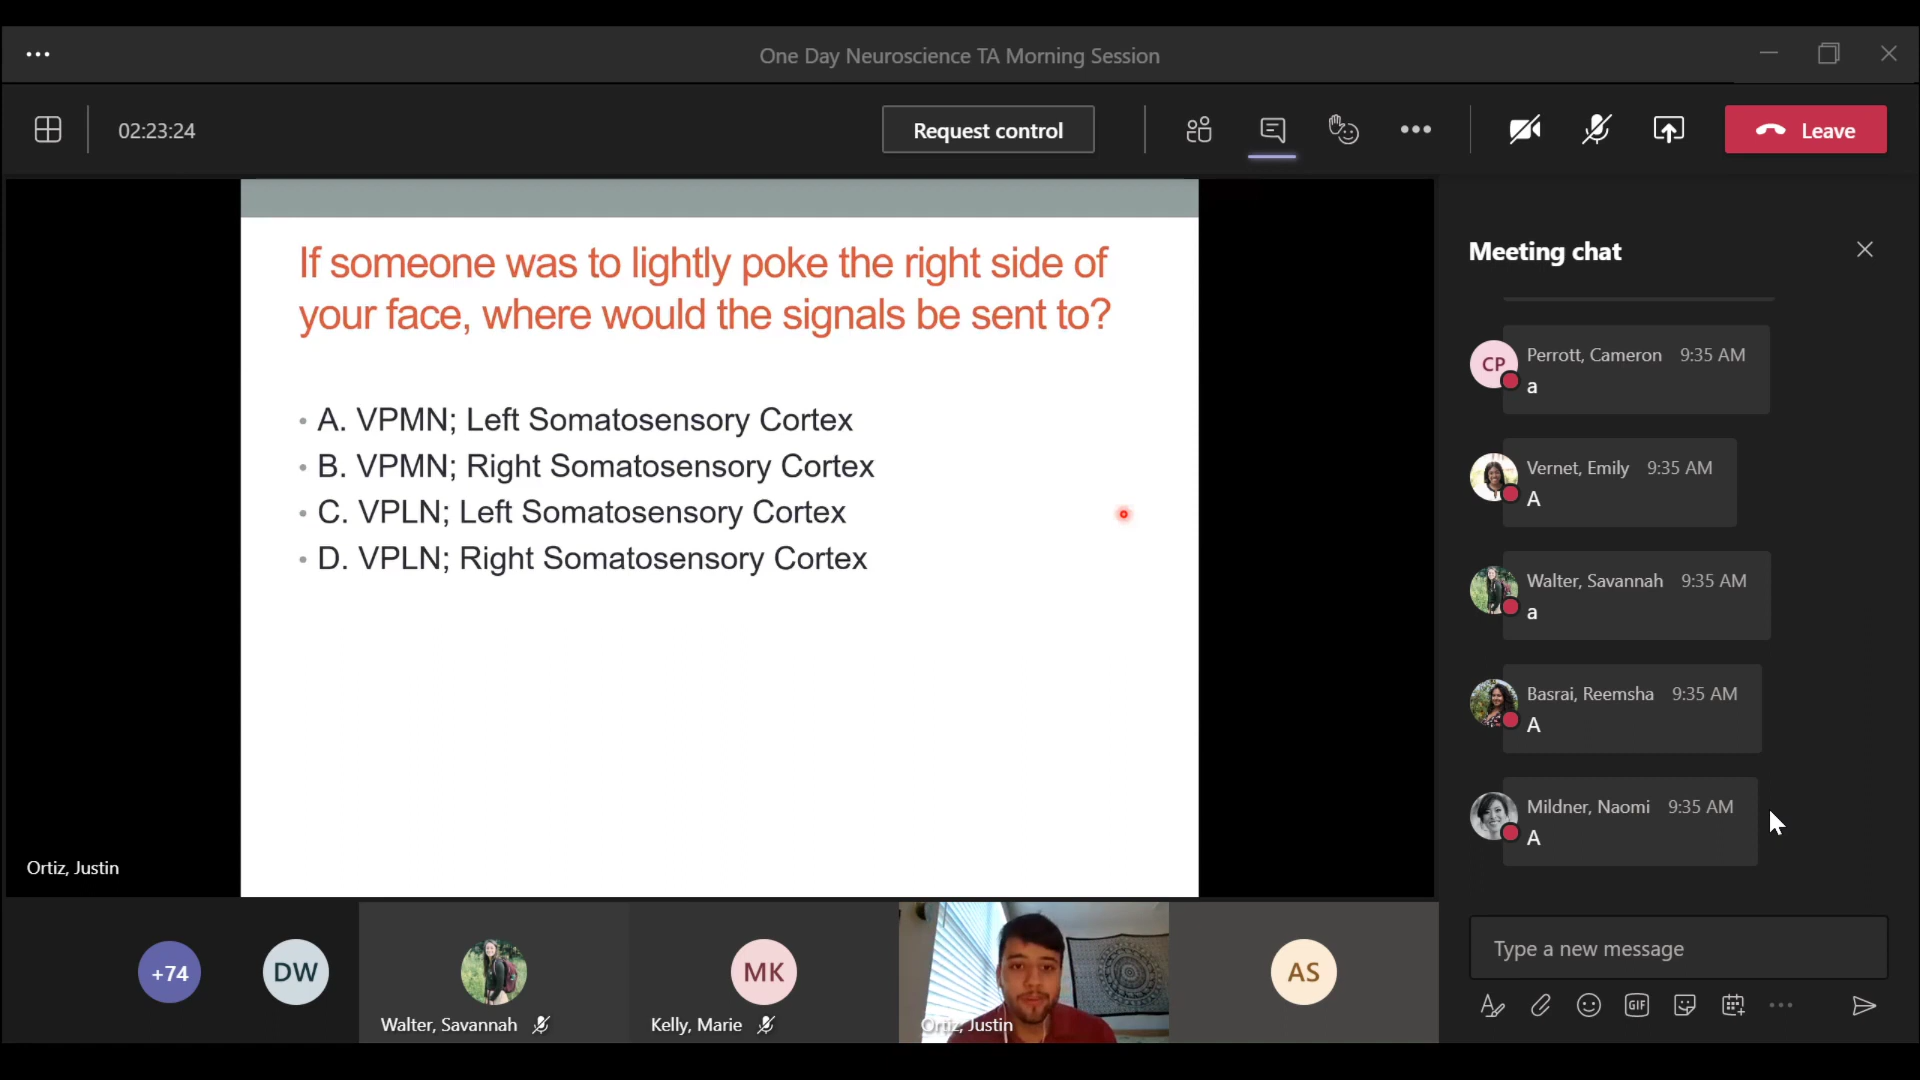 One Day Neuroscience TA Morning Session
02:23:24
Request control
Leave
If someone was to lightly poke the right side of
your face, where would the signals be sent to?
• A. VPMN; Left Somatosensory Cortex
• B. VPMN; Right Somatosensory Cortex
• C. VPLN; Left Somatosensory Cortex
• D. VPLN; Right Somatosensory Cortex
Ortiz, Justin
Meeting chat
CP
Perrott, Cameron 9:35 AM
a
Vernet, Emily 9:35 AM
A
Walter, Savannah 9:35 AM
a
Basrai, Reemsha 9:35 AM
A
Mildner, Naomi 9:35 AM
A
Type a new message
GIF
+74
DW
Walter, Savannah
MK
Kelly, Marie
Ortiz, Justin
AS